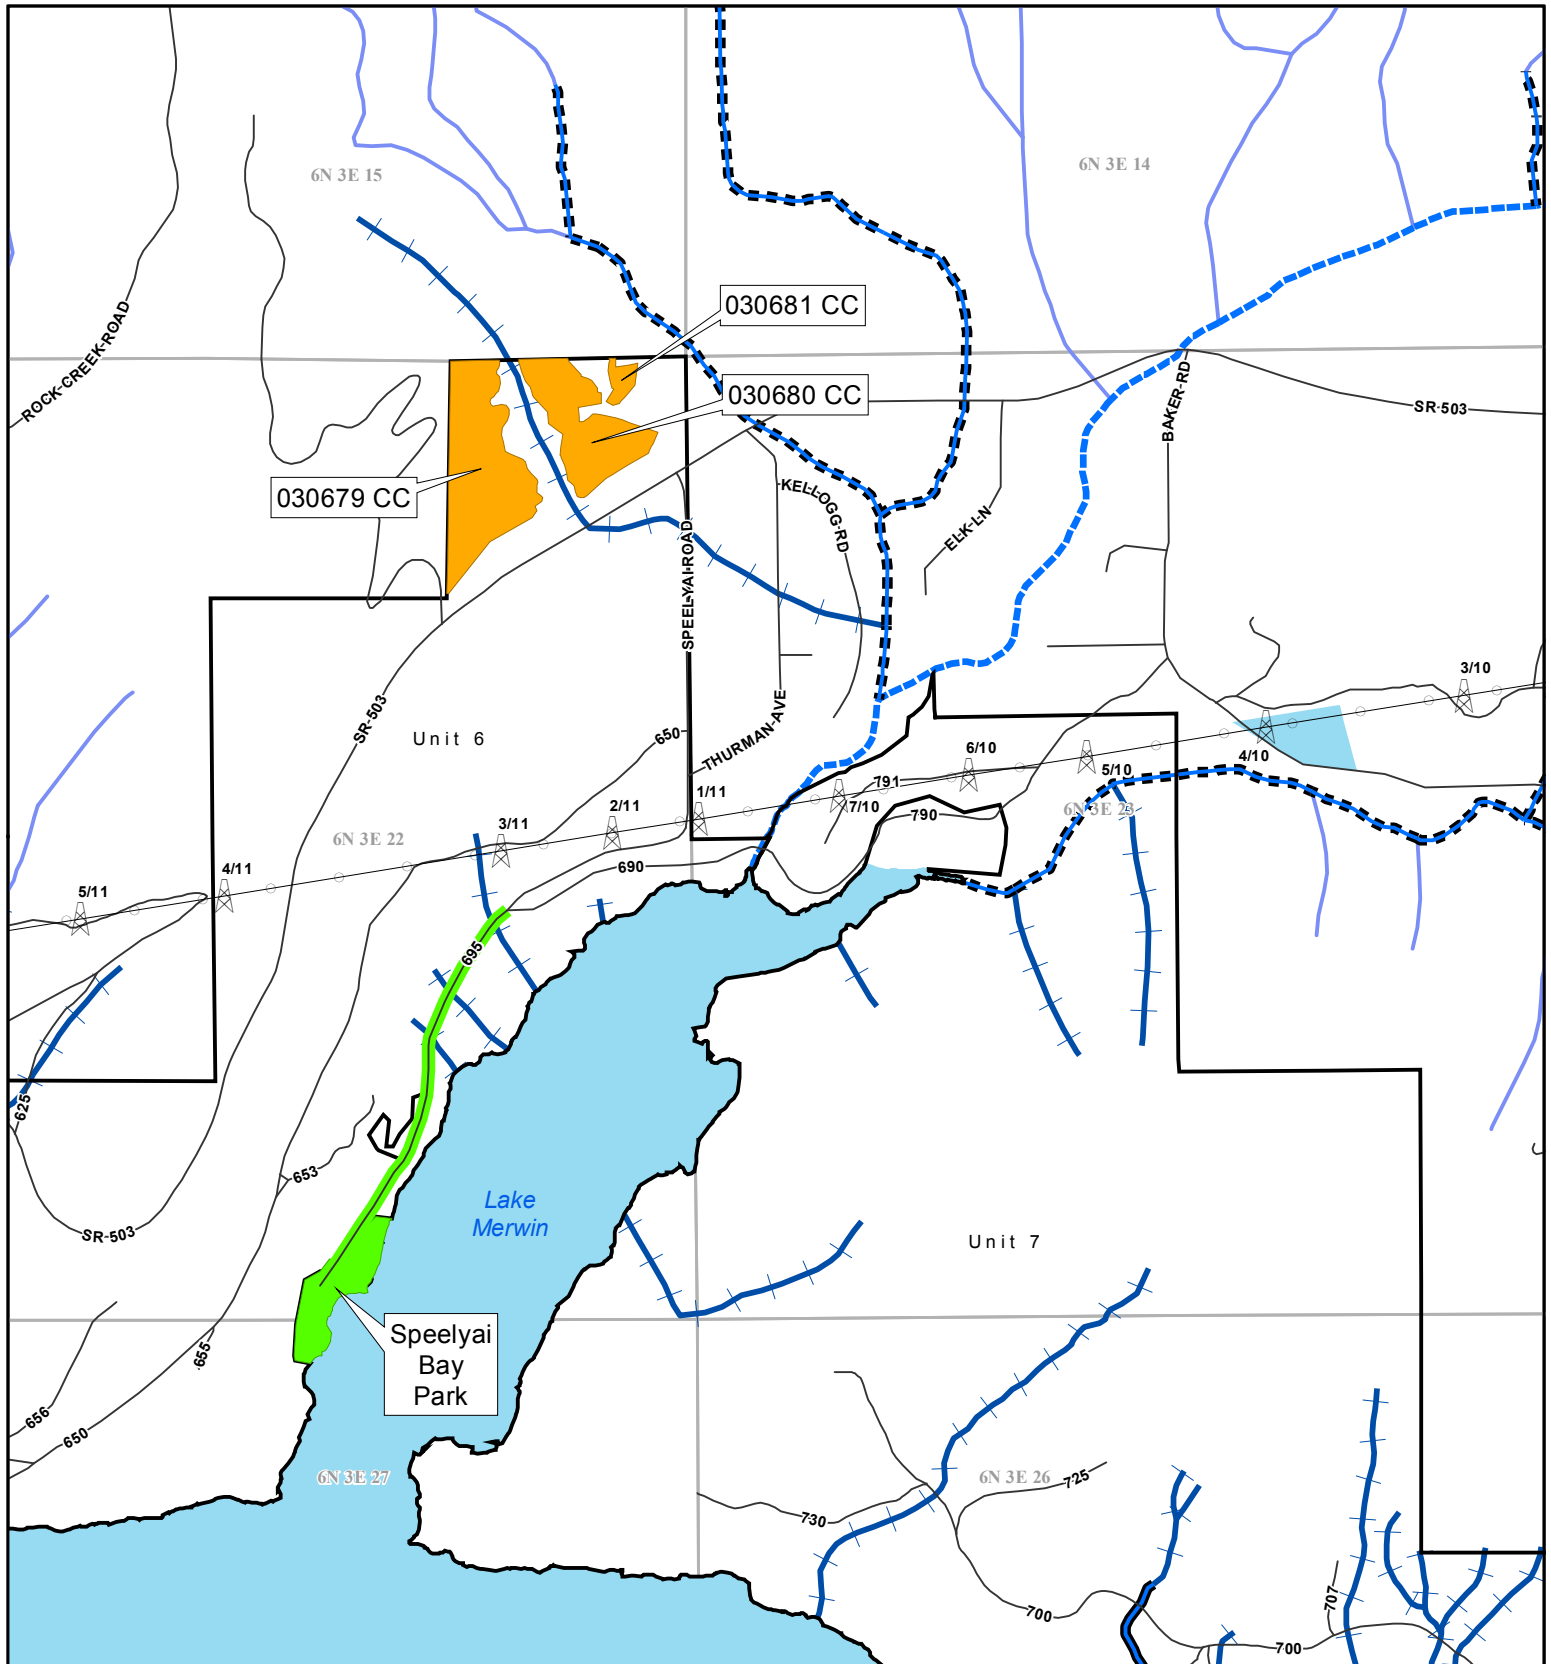 6N 3E 15
6N 3E 14
030681 CC
ROCK CREEK ROAD
030680 CC
BAKER RD
SR-503
030679 CC
KELLOGG RD
ELK LN
SPEELYAI ROAD
3/10
SR-503
Unit 6
650
THURMAN AVE
6/10
4/10
5/10
791
7/10
1/11
2/11
3/11
790
6N 3E 23
6N 3E 22
690
4/11
5/11
695
625
653
SR-503
Lake
Merwin
Unit 7
Speelyai
Bay
Park
655
656
650
6N 3E 27
6N 3E 26
725
730
700
707
700